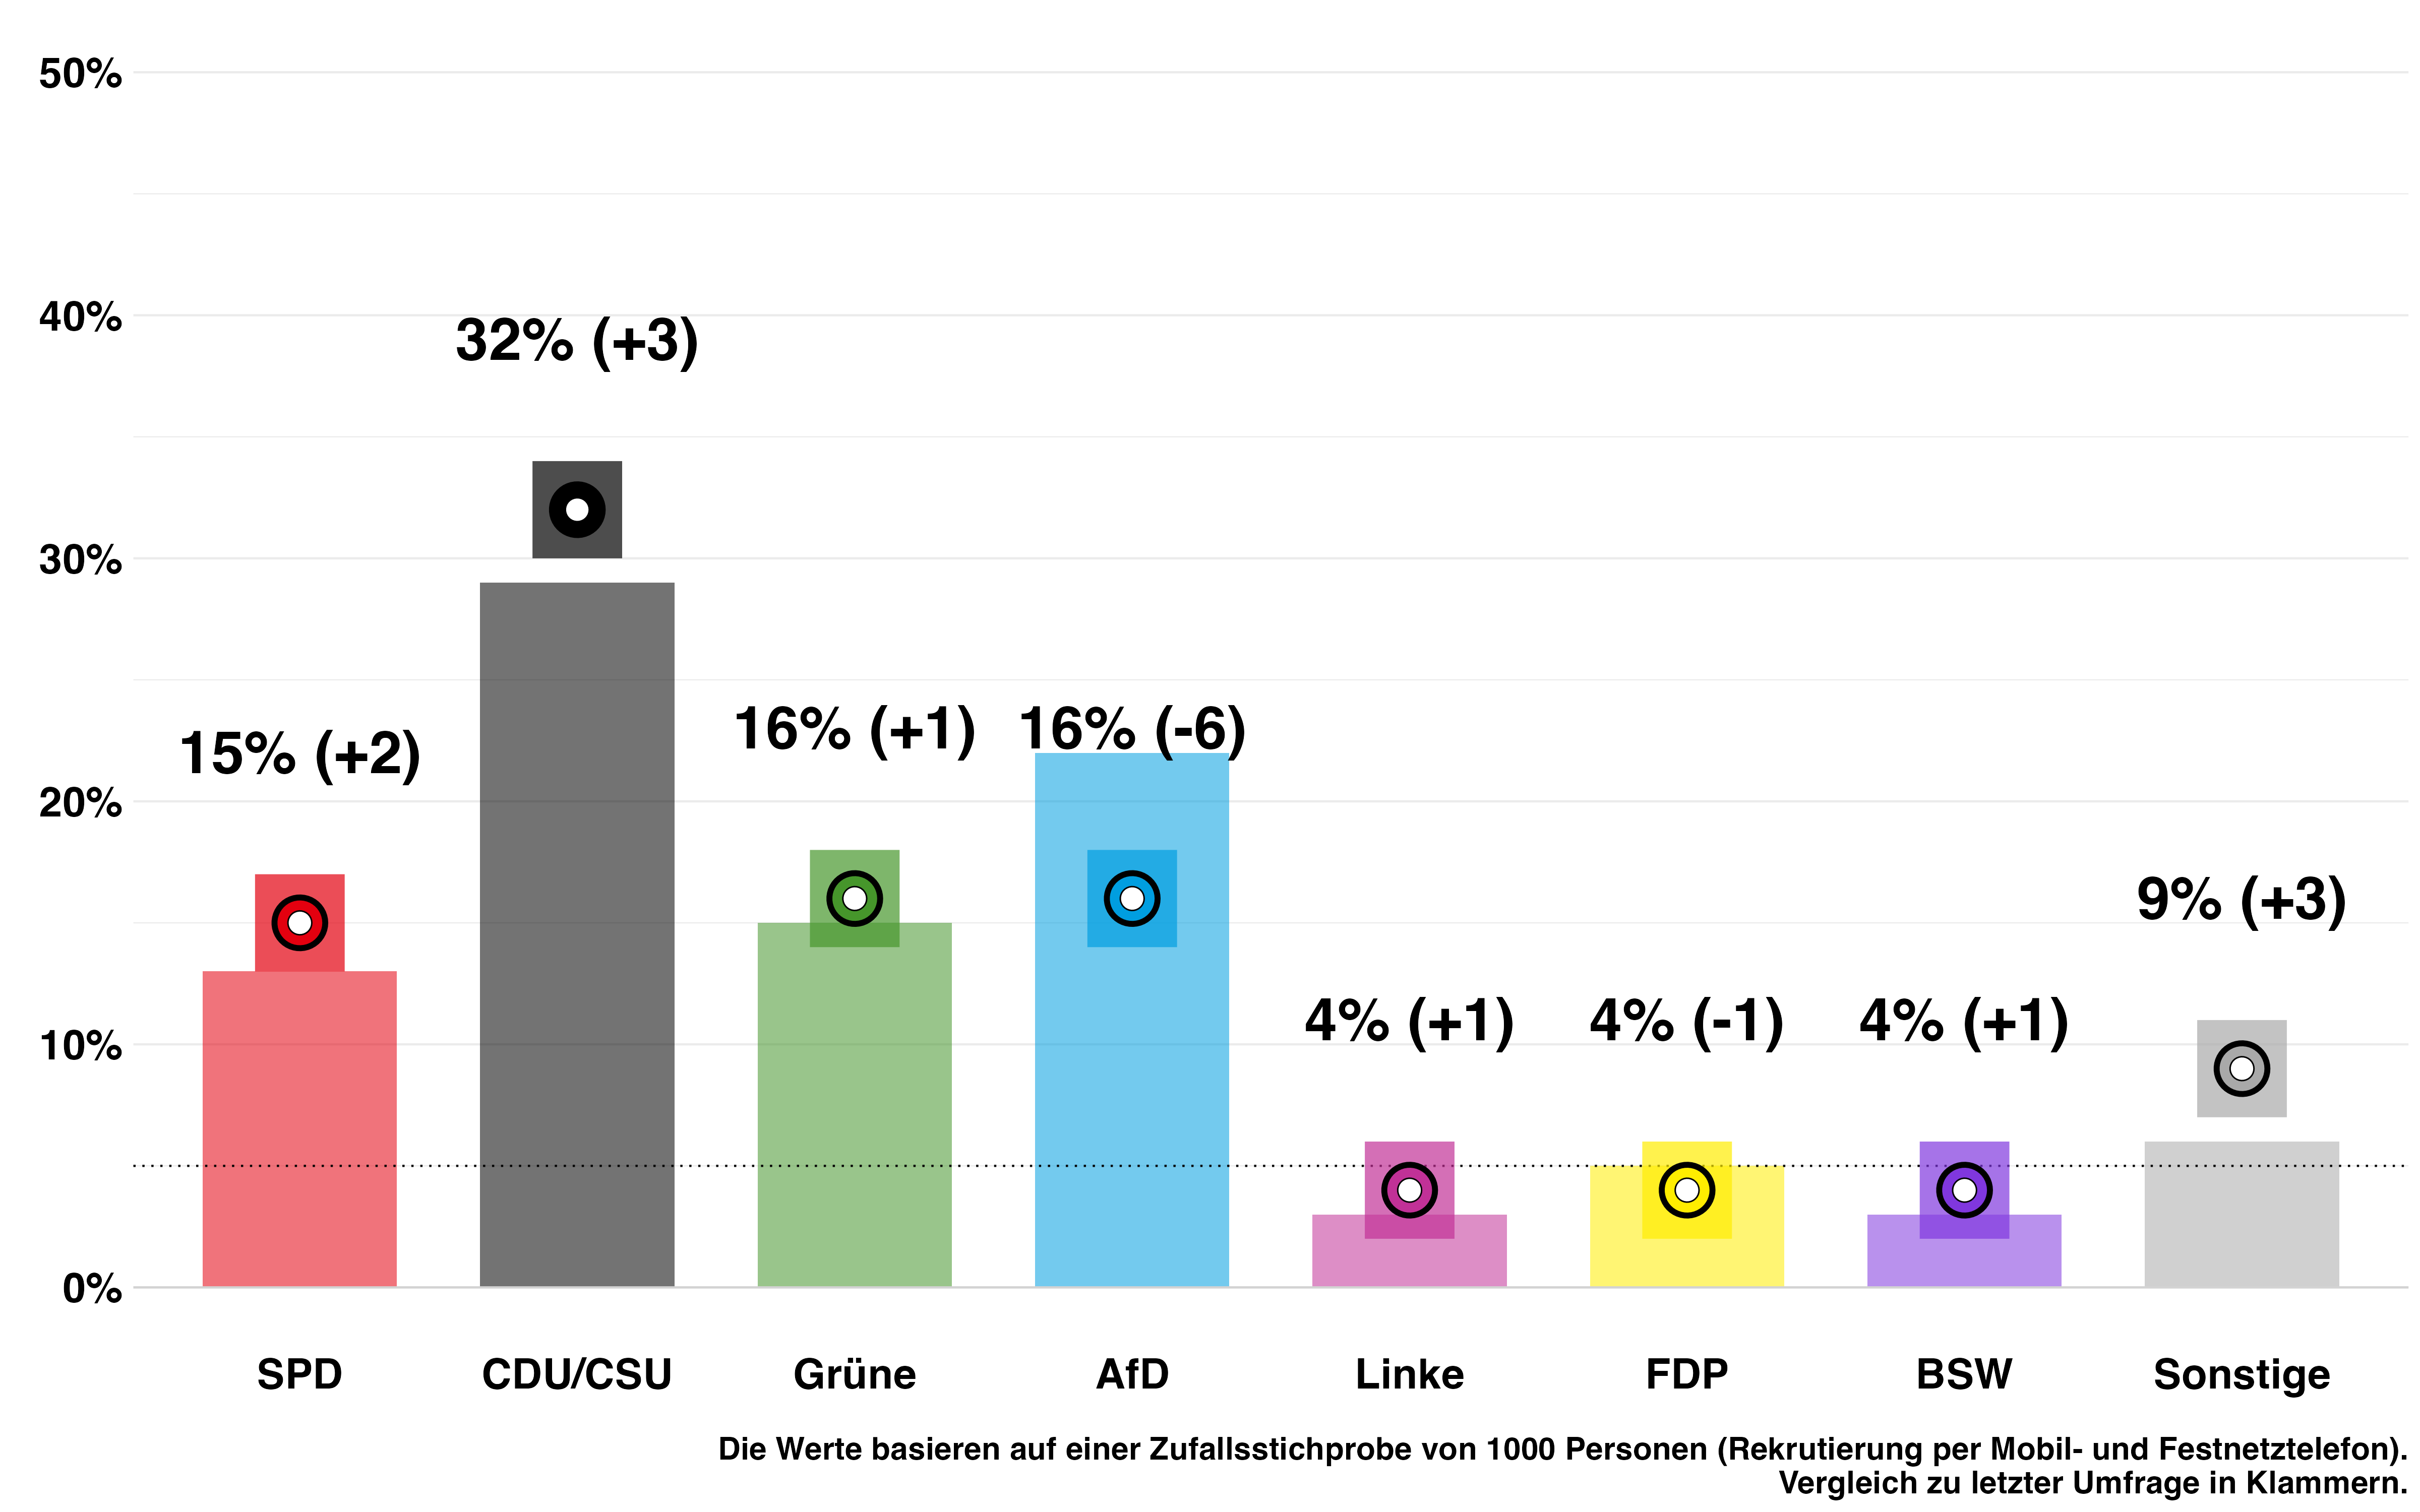 50%
40%
32% (+3)
30%
15% (+2)
16% (+1)
16% (-6)
20%
9% (+3)
10%
4% (+1)
4% (-1)
4% (+1)
0%
SPD
CDU/CSU
Grüne
AfD
Linke
FDP
BSW
Sonstige
Die Werte basieren auf einer Zufallsstichprobe von 1000 Personen (Rekrutierung per Mobil- und Festnetztelefon).
Vergleich zu letzter Umfrage in Klammern.